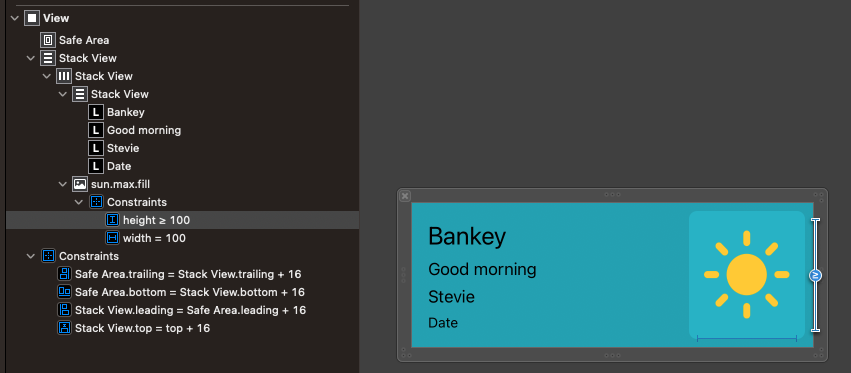 View
Safe Area
Stack View
Stack View
Stack View
L Bankey
L Good morning
L Stevie
L Date
sun.max.fill
Constraints
height ≥ 100
width = 100
Constraints
Safe Area.trailing = Stack View.trailing + 16
Safe Area.bottom = Stack View.bottom + 16
Stack View.leading = Safe Area.leading + 16
Stack View.top = top + 16
Bankey
Good morning
Stevie
Date
≥